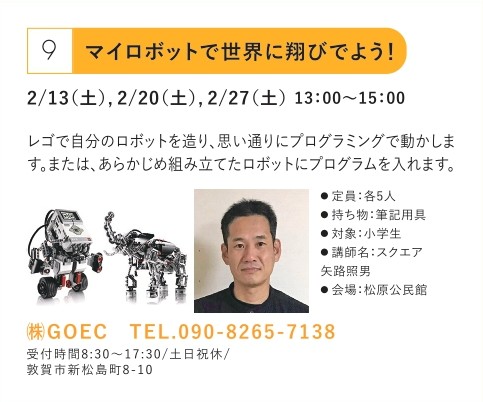 9 マイロボットで世界に翔びでよう!
2/13(土),2/20(土),2/27(土) 13:00〜15:00
レゴで自分のロボットを造り、思い通りにプログラミングで動かしま
す。または、あらかじめ組み立てたロボットにプログラムを入れます。
●定員:各5人
●持ち物:筆記用具
●対象:小学生
●講師名:スクエア
矢路照男
●会場:松原公民館
㈱GOEC TEL.090-8265-7138
受付時間8:30〜17:30/土日祝休/
敦賀市新松島町8-10